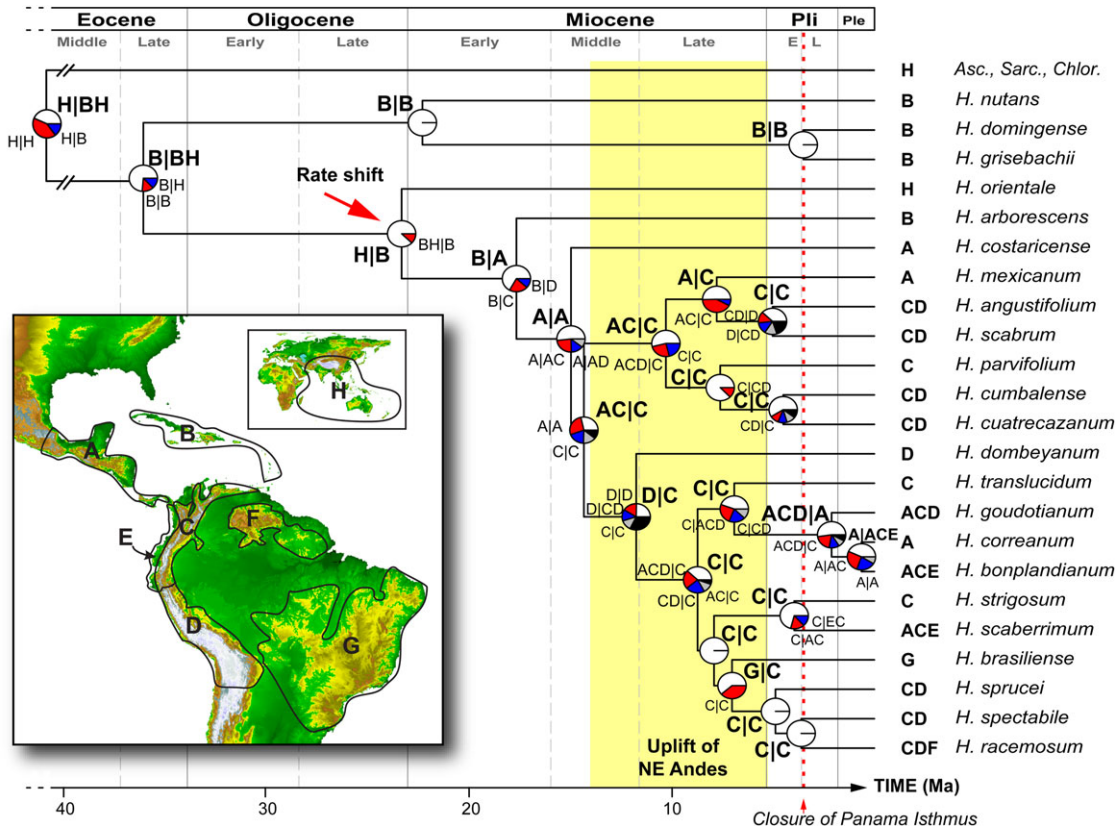 Eocene Oligocene Miocene Pli Ple
Middle Late Early Late Early Middle Late E L
H Asc., Sarc., Chlor.
B|B
B H. nutans
H|BH
H|H H|B
B|B
B H. domingense
B H. grisebachii
B|BH
B|H
B|B
Rate shift
H H. orientale
H|B
BH|B
B H. arborescens
B|A
B|D
B|C
A H. costaricense
A|C
A H. mexicanum
C|C
AC|C CD|D
D|CD
CD H. angustifolium
CD H. scabrum
A|A
A|AC A|AD
AC|C
ACD|C C|C
C H. parvifolium
C|C
C|CD
C|C
CD|C
CD H. cumbalense
CD H. cuatrecazanum
AC|C
A|A
C|C
D H. dombeyanum
D|C
D|D
D|CD
C|C
C|C
C|ACD C|CD
C H. translucidum
ACD|A
ACD|C
ACD H. goudotianum
A|ACE
A|AC
A|A
A H. correanum
ACE H. bonplandianum
C|C
ACD|C
CD|C AC|C
C|C
C|EC
C|AC
C H. strigosum
ACE H. scaberrimum
C|C
G|C
C|C
G H. brasiliense
C|C
CD H. sprucei
C|C
CD H. spectabile
CDF H. racemosum
H
B
A
C
F
E
D
G
Uplift of
NE Andes
TIME (Ma)
40 30 20 10
Closure of Panama Isthmus